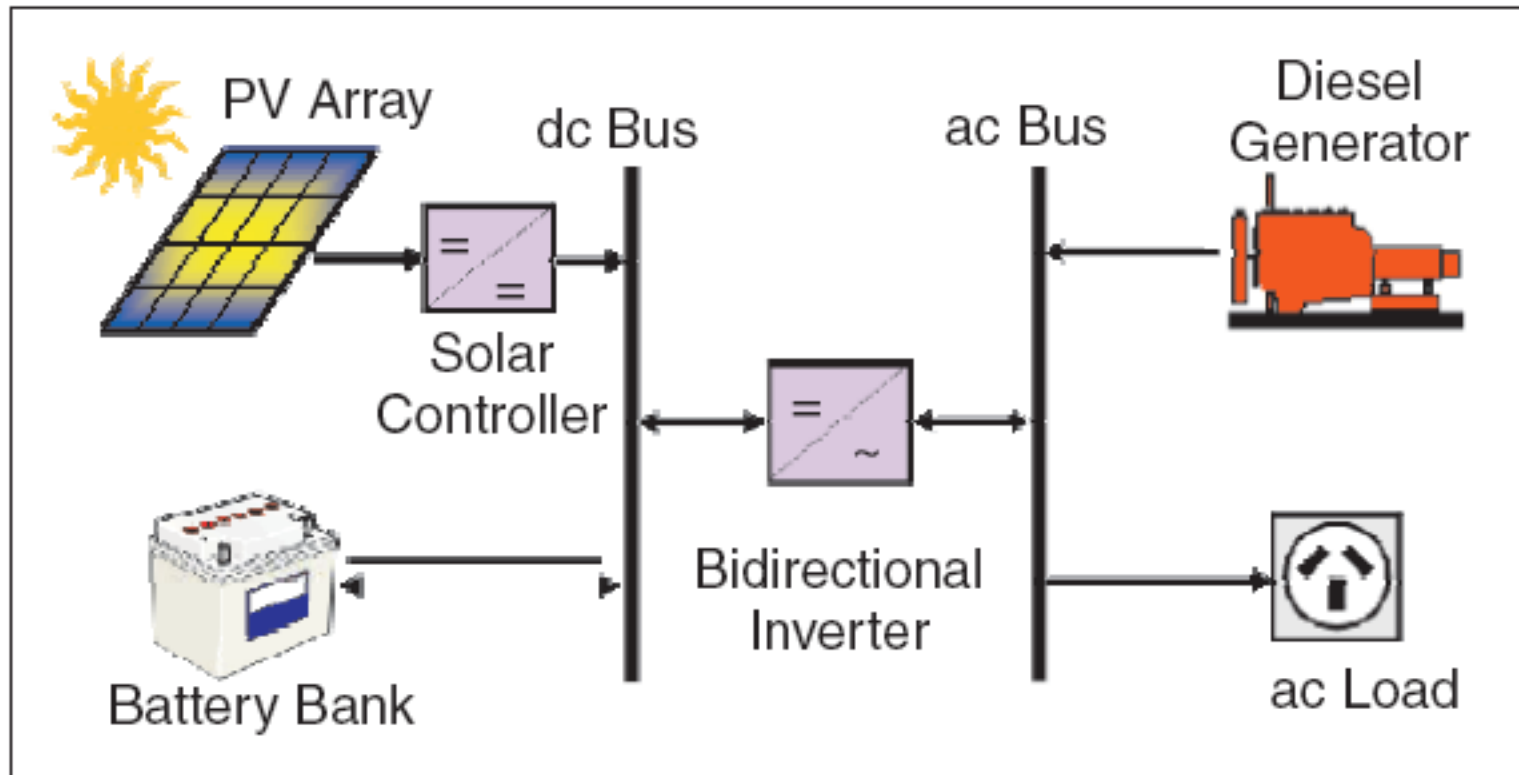 PV Array
dc Bus
ac Bus
Diesel
Generator
=
=
Solar
Controller
=
~
Bidirectional
Inverter
Battery Bank
ac Load